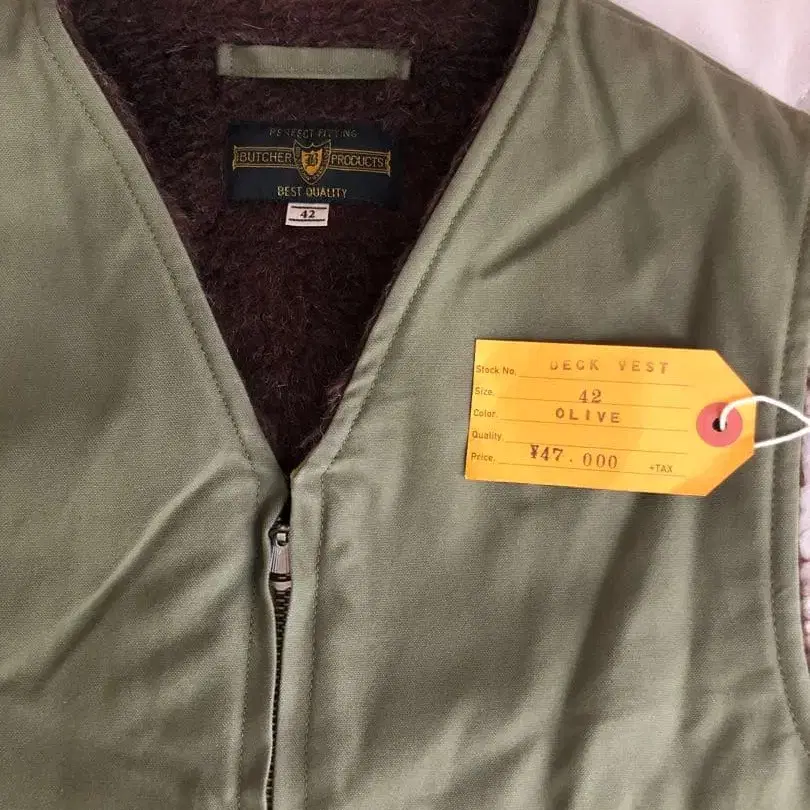 PERFECT FITTING
BUTCHER B PRODUCTS
BEST QUALITY
42
Stock No. DECK VEST
Size. 42
Color. OLIVE
Quality.
Price. ¥47.000 +TAX